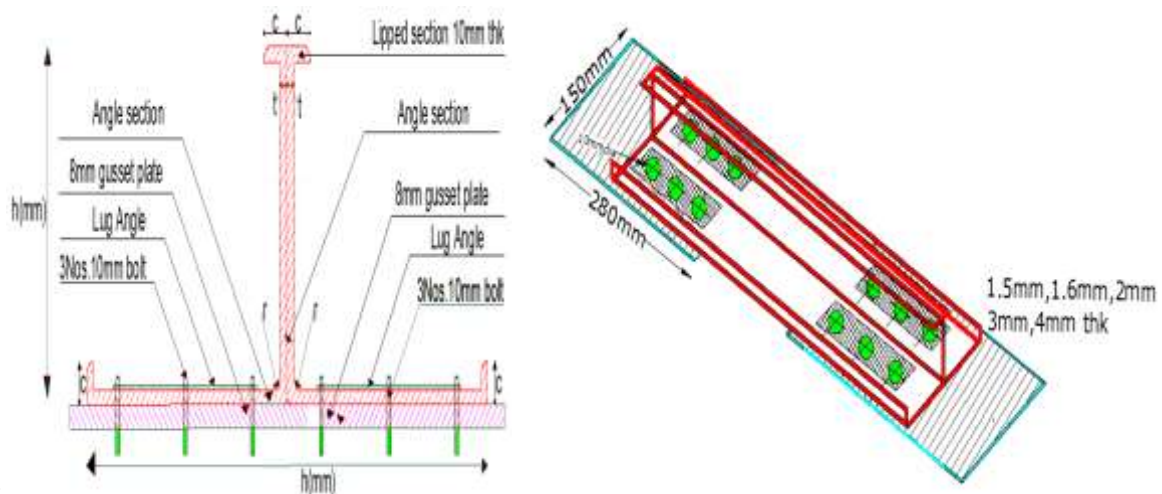 c c
Lipped section 10mm thk
t t
Angle section
Angle section
8mm gusset plate
8mm gusset plate
Lug Angle
Lug Angle
h(mm)
3Nos.10mm bolt
3Nos.10mm bolt
r r
c c
h(mm)
150mm
280mm
1.5mm,1.6mm,2mm
3mm,4mm thk